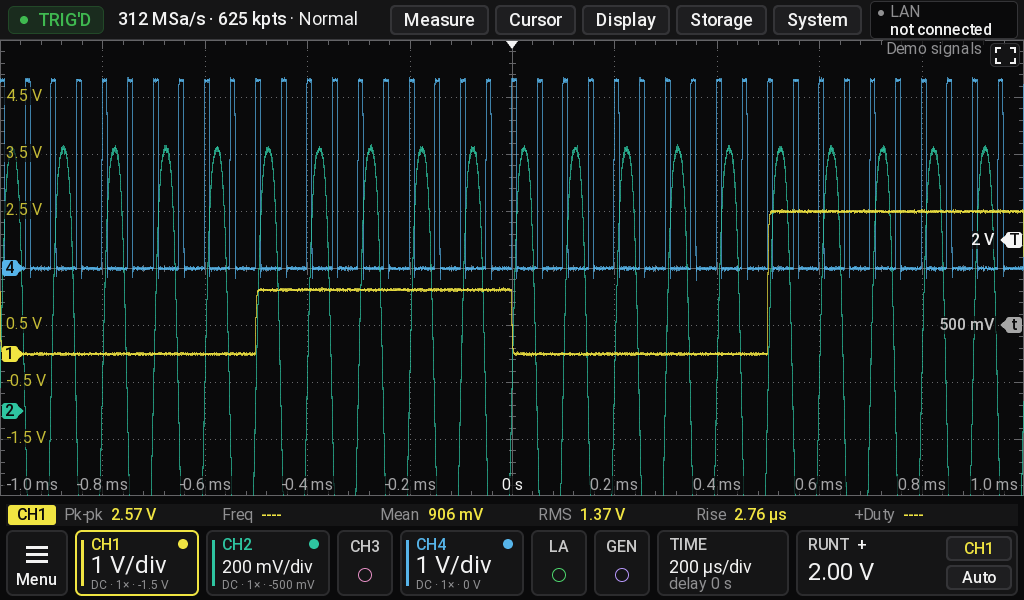 TRIG'D 312 MSa/s · 625 kpts · Normal Measure Cursor Display Storage System LAN
not connected
Demo signals
4.5 V
3.5 V
2.5 V
2 V T
4
0.5 V 500 mV t
1
-0.5 V
2
-1.5 V
-1.0 ms -0.8 ms -0.6 ms -0.4 ms -0.2 ms 0 s 0.2 ms 0.4 ms 0.6 ms 0.8 ms 1.0 ms
CH1 Pk-pk 2.57 V Freq ---- Mean 906 mV RMS 1.37 V Rise 2.76 µs +Duty ----
Menu
CH1
1 V/div
DC · 1× · -1.5 V
CH2
200 mV/div
DC · 1× · -500 mV
CH3
CH4
1 V/div
DC · 1× · 0 V
LA
GEN
TIME
200 µs/div
delay 0 s
RUNT +
2.00 V
CH1
Auto